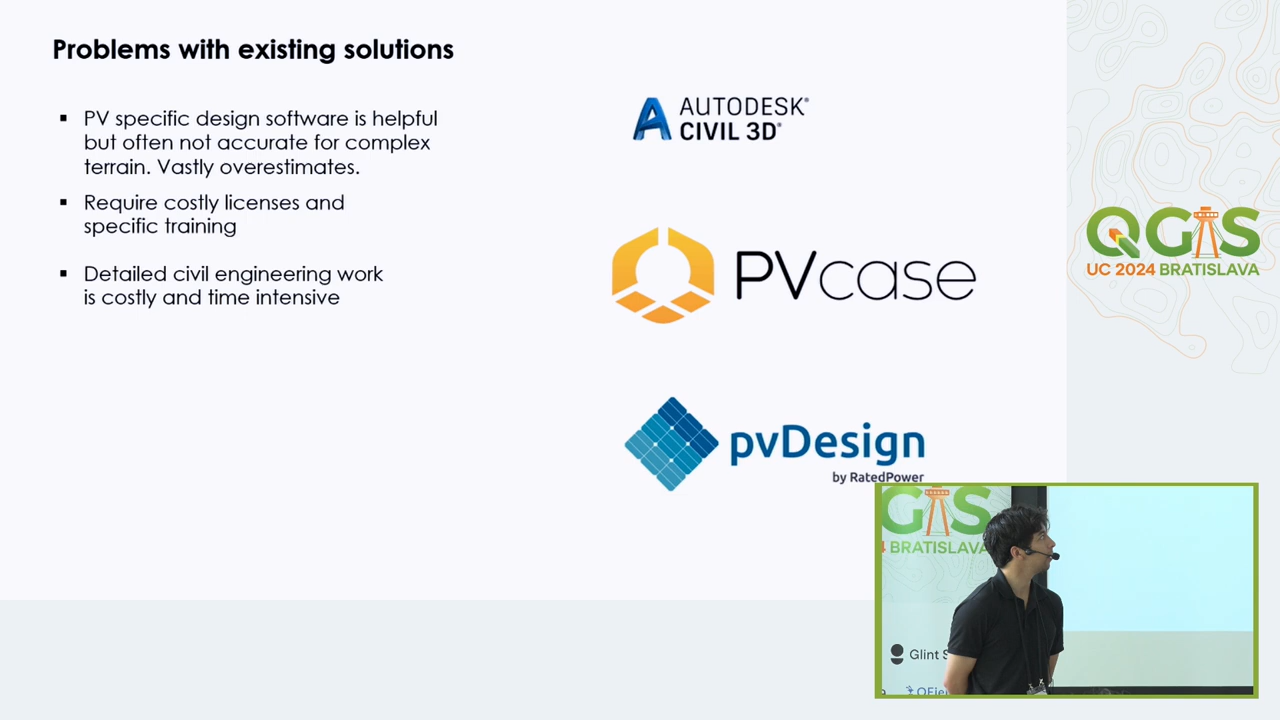 Problems with existing solutions
▪ PV specific design software is helpful
but often not accurate for complex
terrain. Vastly overestimates.
▪ Require costly licenses and
specific training
▪ Detailed civil engineering work
is costly and time intensive
AUTODESK®
CIVIL 3D®
PVcase
pvDesign
by RatedPower
QGIS
UC 2024 BRATISLAVA
GIS
BRATISLAVA
Glint